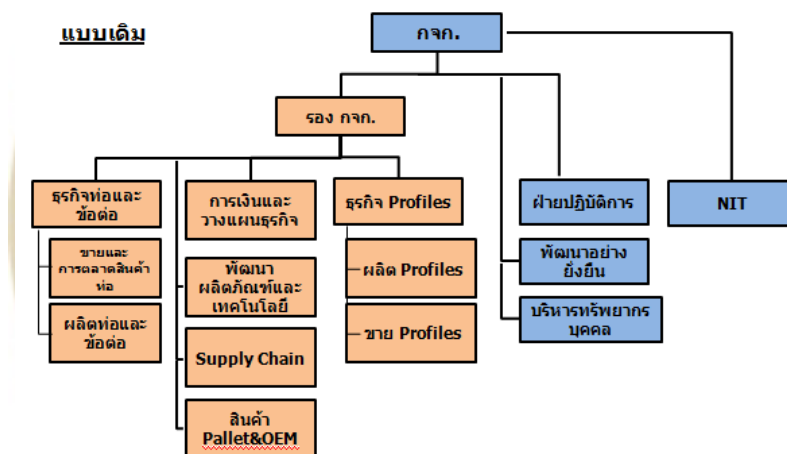 แบบเดิม
กจก.
รอง กจก.
ธุรกิจท่อและ
ข้อต่อ
การเงินและ
วางแผนธุรกิจ
ธุรกิจ Profiles
ฝ่ายปฏิบัติการ
NIT
ขายและ
การตลาดสินค้า
ท่อ
พัฒนา
ผลิตภัณฑ์และ
เทคโนโลยี
ผลิต Profiles
พัฒนาอย่าง
ยั่งยืน
ผลิตท่อและ
ข้อต่อ
Supply Chain
ขาย Profiles
บริหารทรัพยากร
บุคคล
สินค้า
Pallet&OEM